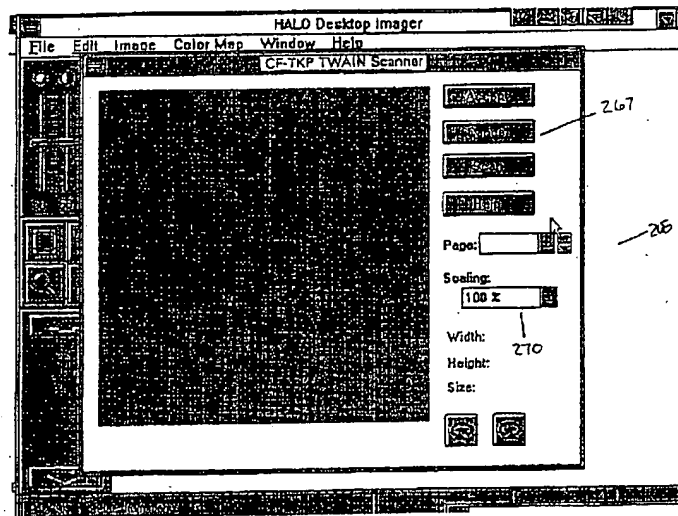 HALO Desktop Imager
File Edit Image Color Map Window Help
CF-TKP TWAIN Scanner
267
Scan
Page:
205
Scaling:
100 %
270
Width:
Height:
Size: